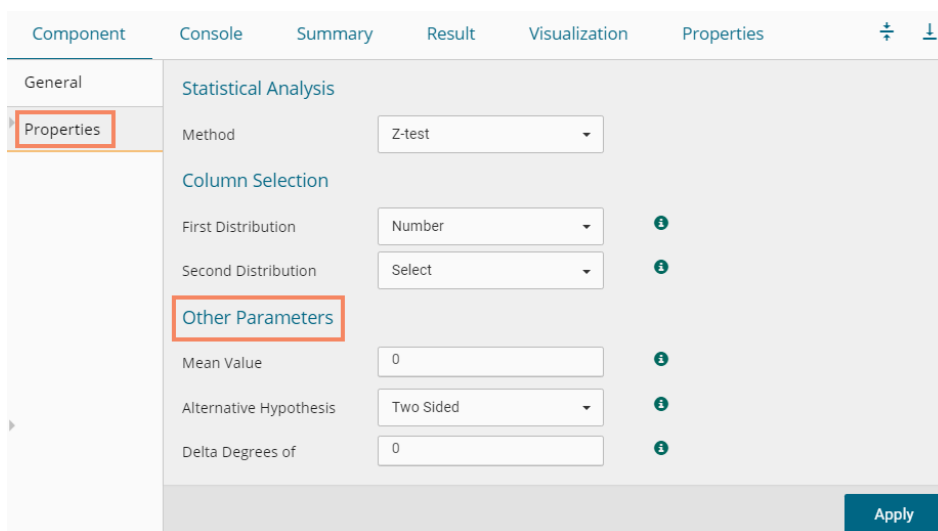 Component Console Summary Result Visualization Properties
General
Properties
Statistical Analysis
Method Z-test
Column Selection
First Distribution Number
Second Distribution Select
Other Parameters
Mean Value 0
Alternative Hypothesis Two Sided
Delta Degrees of 0
Apply